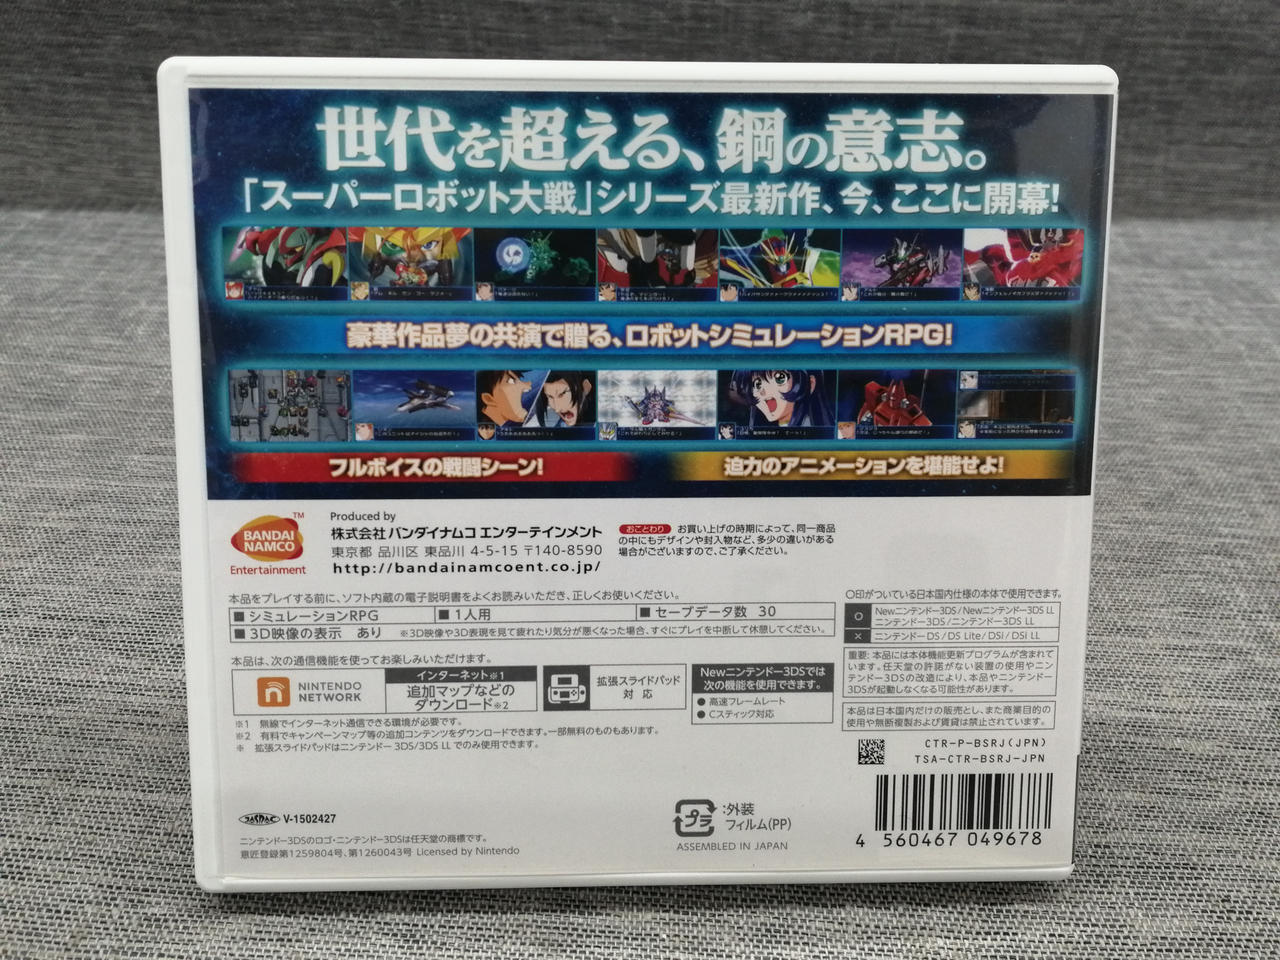 世代を超える、鋼の意志。
「スーパーロボット大戦」シリーズ最新作、今、ここに開幕!
豪華作品夢の共演で贈る、ロボットシミュレーションRPG!
フルボイスの戦闘シーン!
迫力のアニメーションを堪能せよ!
BANDAI
NAMCO
TM
Entertainment
Produced by
株式会社 バンダイナムコ エンターテインメント
東京都 品川区 東品川 4-5-15 〒140-8590
http://bandainamcoent.co.jp/
おことわり お買い上げの時期によって、同一商品
の中にもデザインや封入物など、多少の違いがある
場合がございますので、ご了承ください。
本品をプレイする前に、ソフト内蔵の電子説明書をよくお読みいただき、正しくお使いください。
■ シミュレーションRPG
■ 1人用
■ セーブデータ数 30
■ 3D映像の表示 あり ※3D映像や3D表現を見て疲れたり気分が悪くなった場合、すぐにプレイを中断して休憩してください。
本品は、次の通信機能を使ってお楽しみいただけます。
NINTENDO
NETWORK
インターネット※1
追加マップなどの
ダウンロード※2
拡張スライドパッド
対応
Newニンテンドー3DSでは
次の機能を使用できます。
● 高速フレームレート
● Cスティック対応
※1 無線でインターネット通信できる環境が必要です。
※2 有料でキャンペーンマップ等の追加コンテンツをダウンロードできます。一部無料のものもあります。
※ 拡張スライドパッドはニンテンドー3DS/3DS LL でのみ使用できます。
〇印がついている日本国内仕様の本体で使用できます。
○ Newニンテンドー3DS/Newニンテンドー3DS LL
ニンテンドー3DS/ニンテンドー3DS LL
× ニンテンドーDS/DS Lite/DSi/DSi LL
重要:本品には本体機能更新プログラムが含まれて
います。任天堂の許諾がない装置の使用やニン
テンドー3DSの改造により、本品やニンテンドー
3DSが起動しなくなる可能性があります。
本品は日本国内だけの販売とし、また商業目的の
使用や無断複製および賃貸は禁止されています。
CTR-P-BSRJ(JPN)
TSA-CTR-BSRJ-JPN
JASRAC V-1502427
ニンテンドー3DSのロゴ・ニンテンドー3DSは任天堂の商標です。
意匠登録第1259804号、第1260043号 Licensed by Nintendo
プラ
:外装
フィルム(PP)
ASSEMBLED IN JAPAN
4 560467 049678